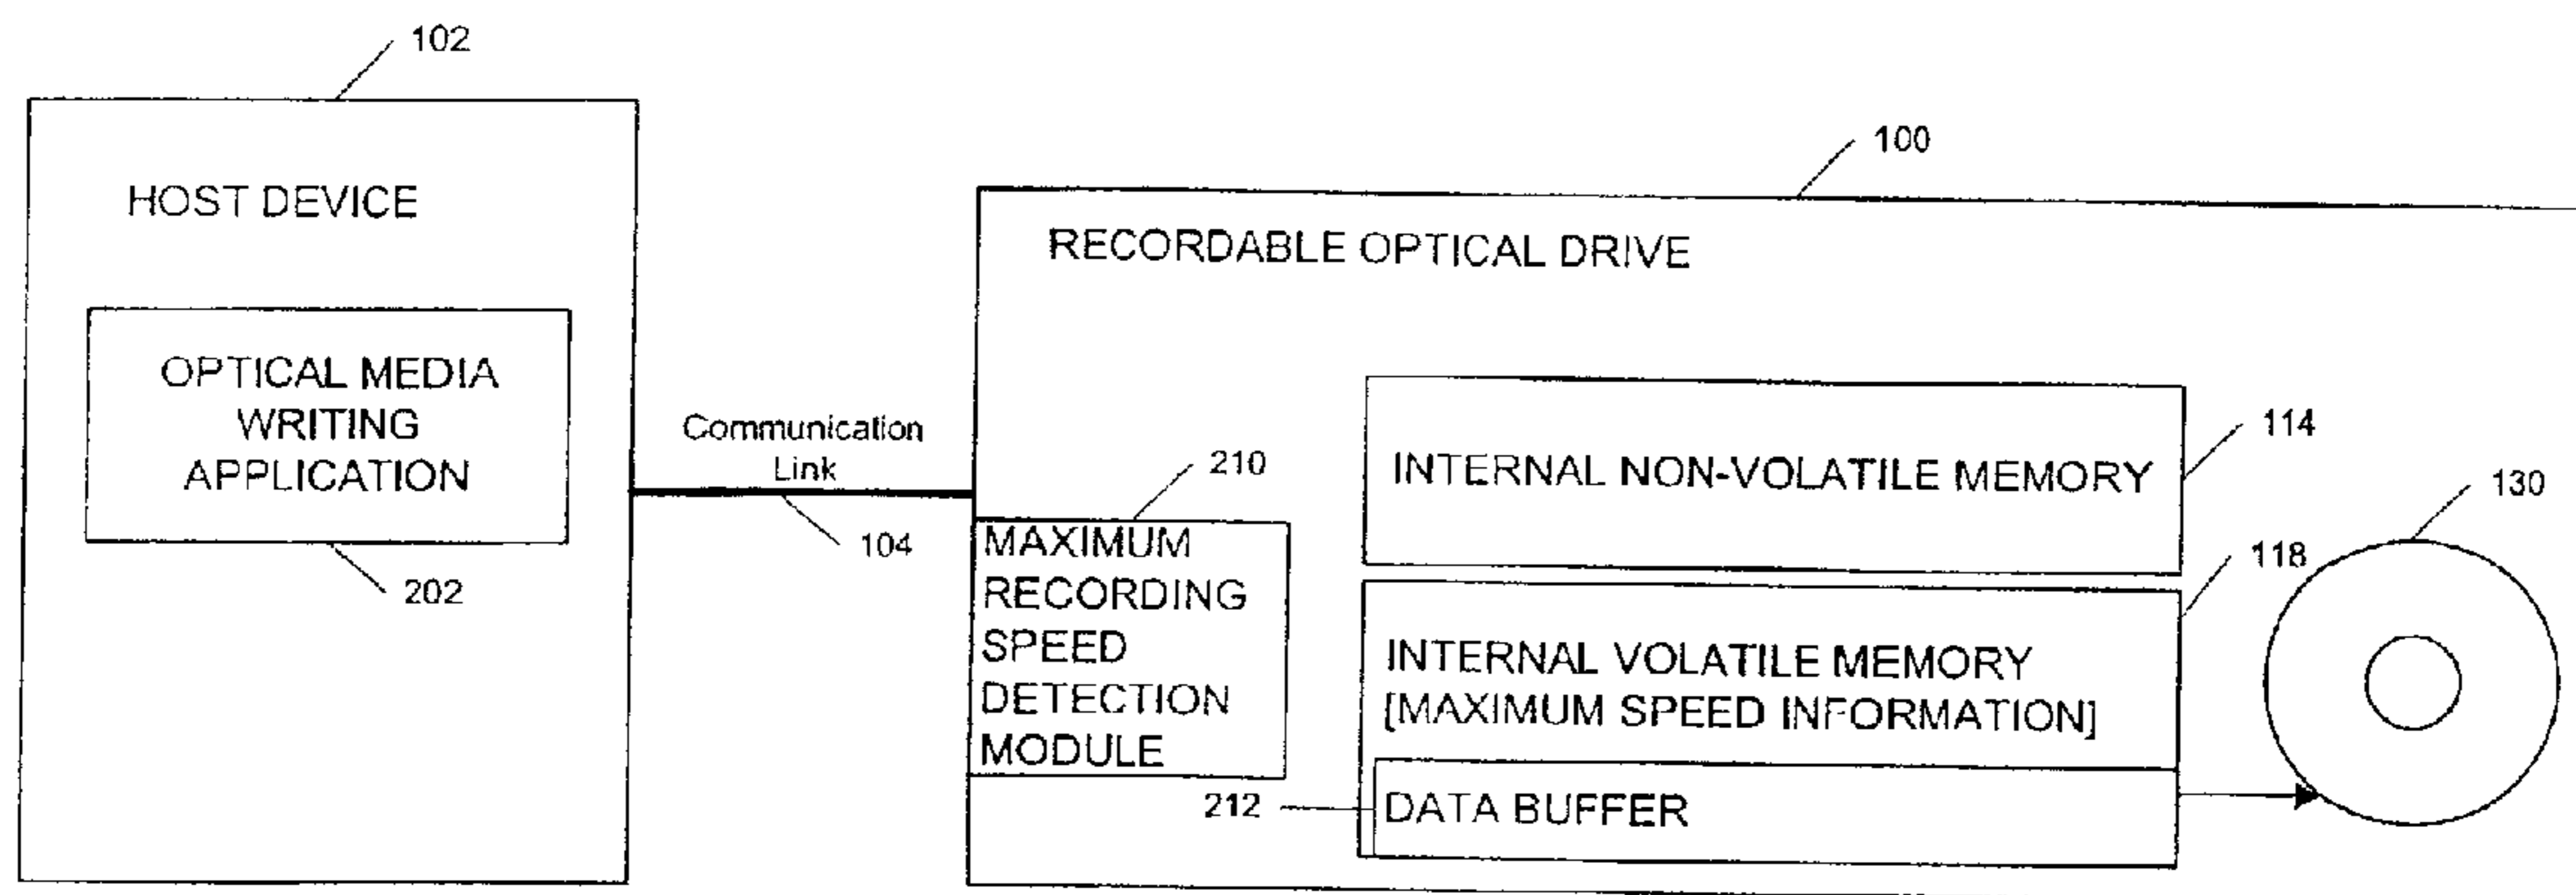 102
HOST DEVICE
OPTICAL MEDIA
WRITING
APPLICATION
202
Communication
Link
104
100
RECORDABLE OPTICAL DRIVE
210
MAXIMUM
RECORDING
SPEED
DETECTION
MODULE
INTERNAL NON-VOLATILE MEMORY
114
130
118
INTERNAL VOLATILE MEMORY
[MAXIMUM SPEED INFORMATION]
212
DATA BUFFER